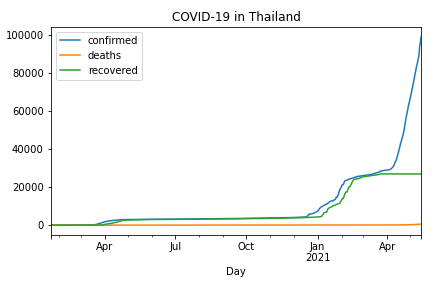 COVID-19 in Thailand
confirmed
deaths
recovered
100000
80000
60000
40000
20000
0
Apr Jul Oct Jan Apr
2021
Day